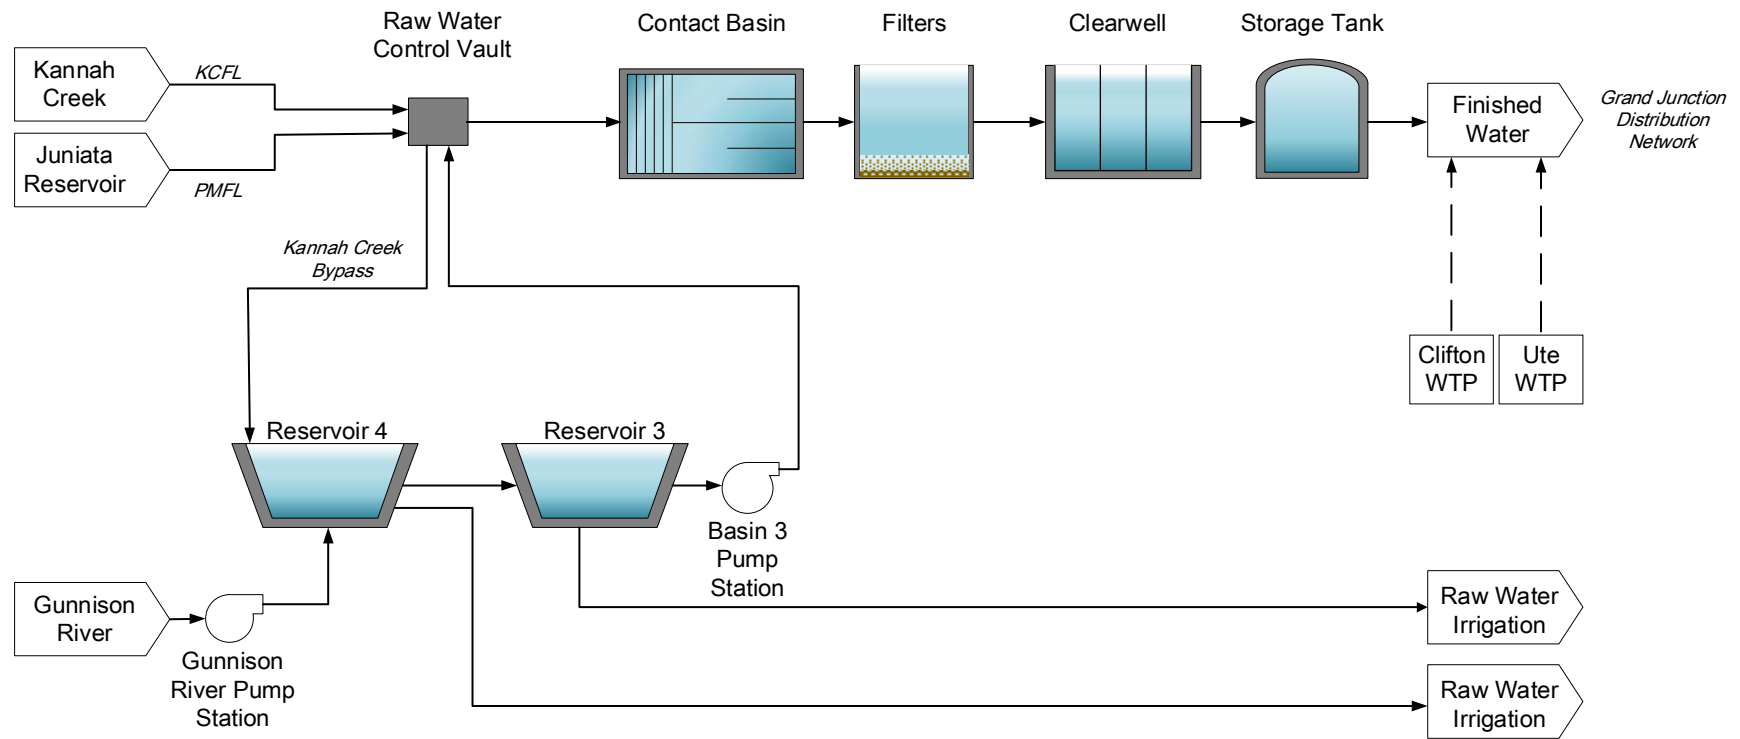 Raw Water
Control Vault
Contact Basin
Filters
Clearwell
Storage Tank
Kannah
Creek
KCFL
Juniata
Reservoir
PMFL
Finished
Water
Grand Junction
Distribution
Network
Kannah Creek
Bypass
Clifton
WTP
Ute
WTP
Reservoir 4
Reservoir 3
Basin 3
Pump
Station
Gunnison
River
Gunnison
River Pump
Station
Raw Water
Irrigation
Raw Water
Irrigation